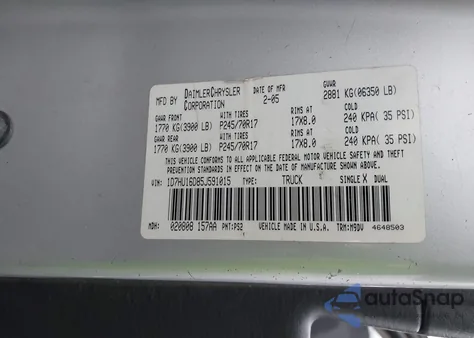 MFD BY DAIMLERCHRYSLER CORPORATION DATE OF MFR 2-05 GVWR 2881 KG(06350 LB)
GAWR FRONT WITH TIRES RIMS AT COLD
1770 KG(3900 LB) P245/70R17 17X8.0 240 KPA( 35 PSI)
GAWR REAR WITH TIRES RIMS AT COLD
1770 KG(3900 LB) P245/70R17 17X8.0 240 KPA( 35 PSI)
THIS VEHICLE CONFORMS TO ALL APPLICABLE FEDERAL MOTOR VEHICLE SAFETY AND
THEFT PREVENTION STANDARDS IN EFFECT ON THE DATE OF MANUFACTURE SHOWN ABOVE.
VIN: 1D7HU16D85J591015 TYPE: TRUCK SINGLE X DUAL
MDH: 020808 157AA PNT:PS2 VEHICLE MADE IN U.S.A. TRM:M9DV 4648503
autoSnap